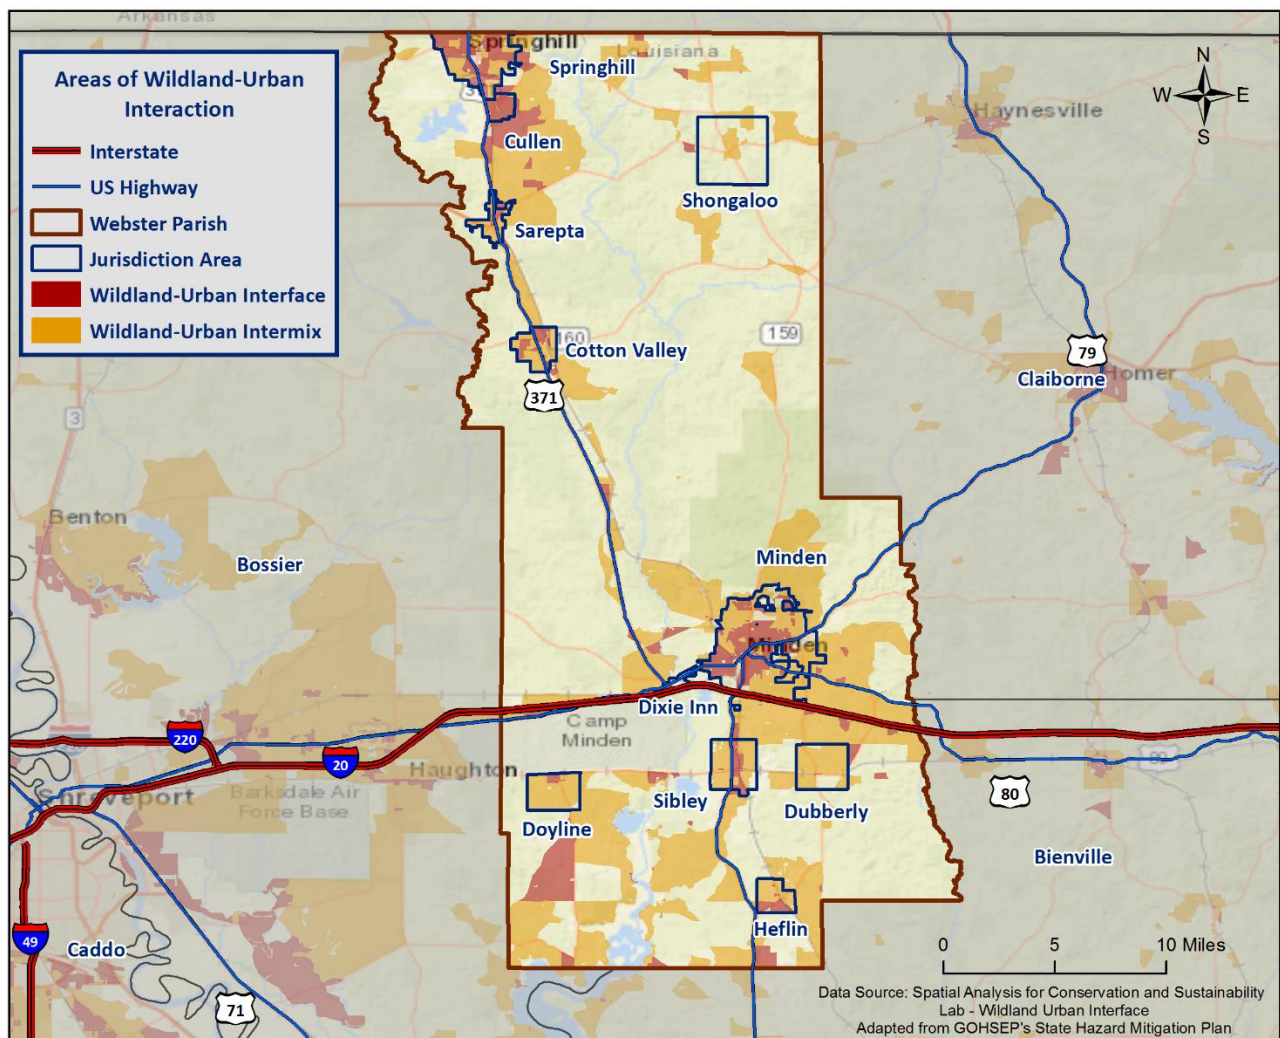 Arkansas
Springhill
Louisiana
Areas of Wildland-Urban
Interaction
Interstate
US Highway
Webster Parish
Jurisdiction Area
Wildland-Urban Interface
Wildland-Urban Intermix
N
W
E
S
Springhill
3
Haynesville
Cullen
Shongaloo
Sarepta
160
159
Cotton Valley
79
Homer
Claiborne
371
3
Benton
Bossier
Minden
Minden
Dixie Inn
Camp
Minden
220
20
Haughton
80
Shreveport
Barksdale Air
Force Base
Sibley
Dubberly
80
Doyline
Bienville
Heflin
49
Caddo
71
0
5
10 Miles
Data Source: Spatial Analysis for Conservation and Sustainability
Lab - Wildland Urban Interface
Adapted from GOHSEP's State Hazard Mitigation Plan